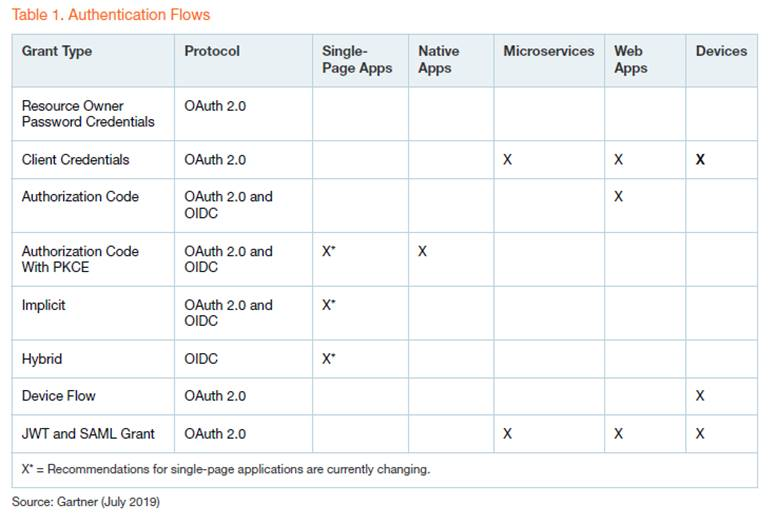 Table 1. Authentication Flows
Grant Type Protocol Single-Page Apps Native Apps Microservices Web Apps Devices
Resource Owner Password Credentials OAuth 2.0
Client Credentials OAuth 2.0 X X X
Authorization Code OAuth 2.0 and OIDC X
Authorization Code With PKCE OAuth 2.0 and OIDC X* X
Implicit OAuth 2.0 and OIDC X*
Hybrid OIDC X*
Device Flow OAuth 2.0 X
JWT and SAML Grant OAuth 2.0 X X X
X* = Recommendations for single-page applications are currently changing.
Source: Gartner (July 2019)